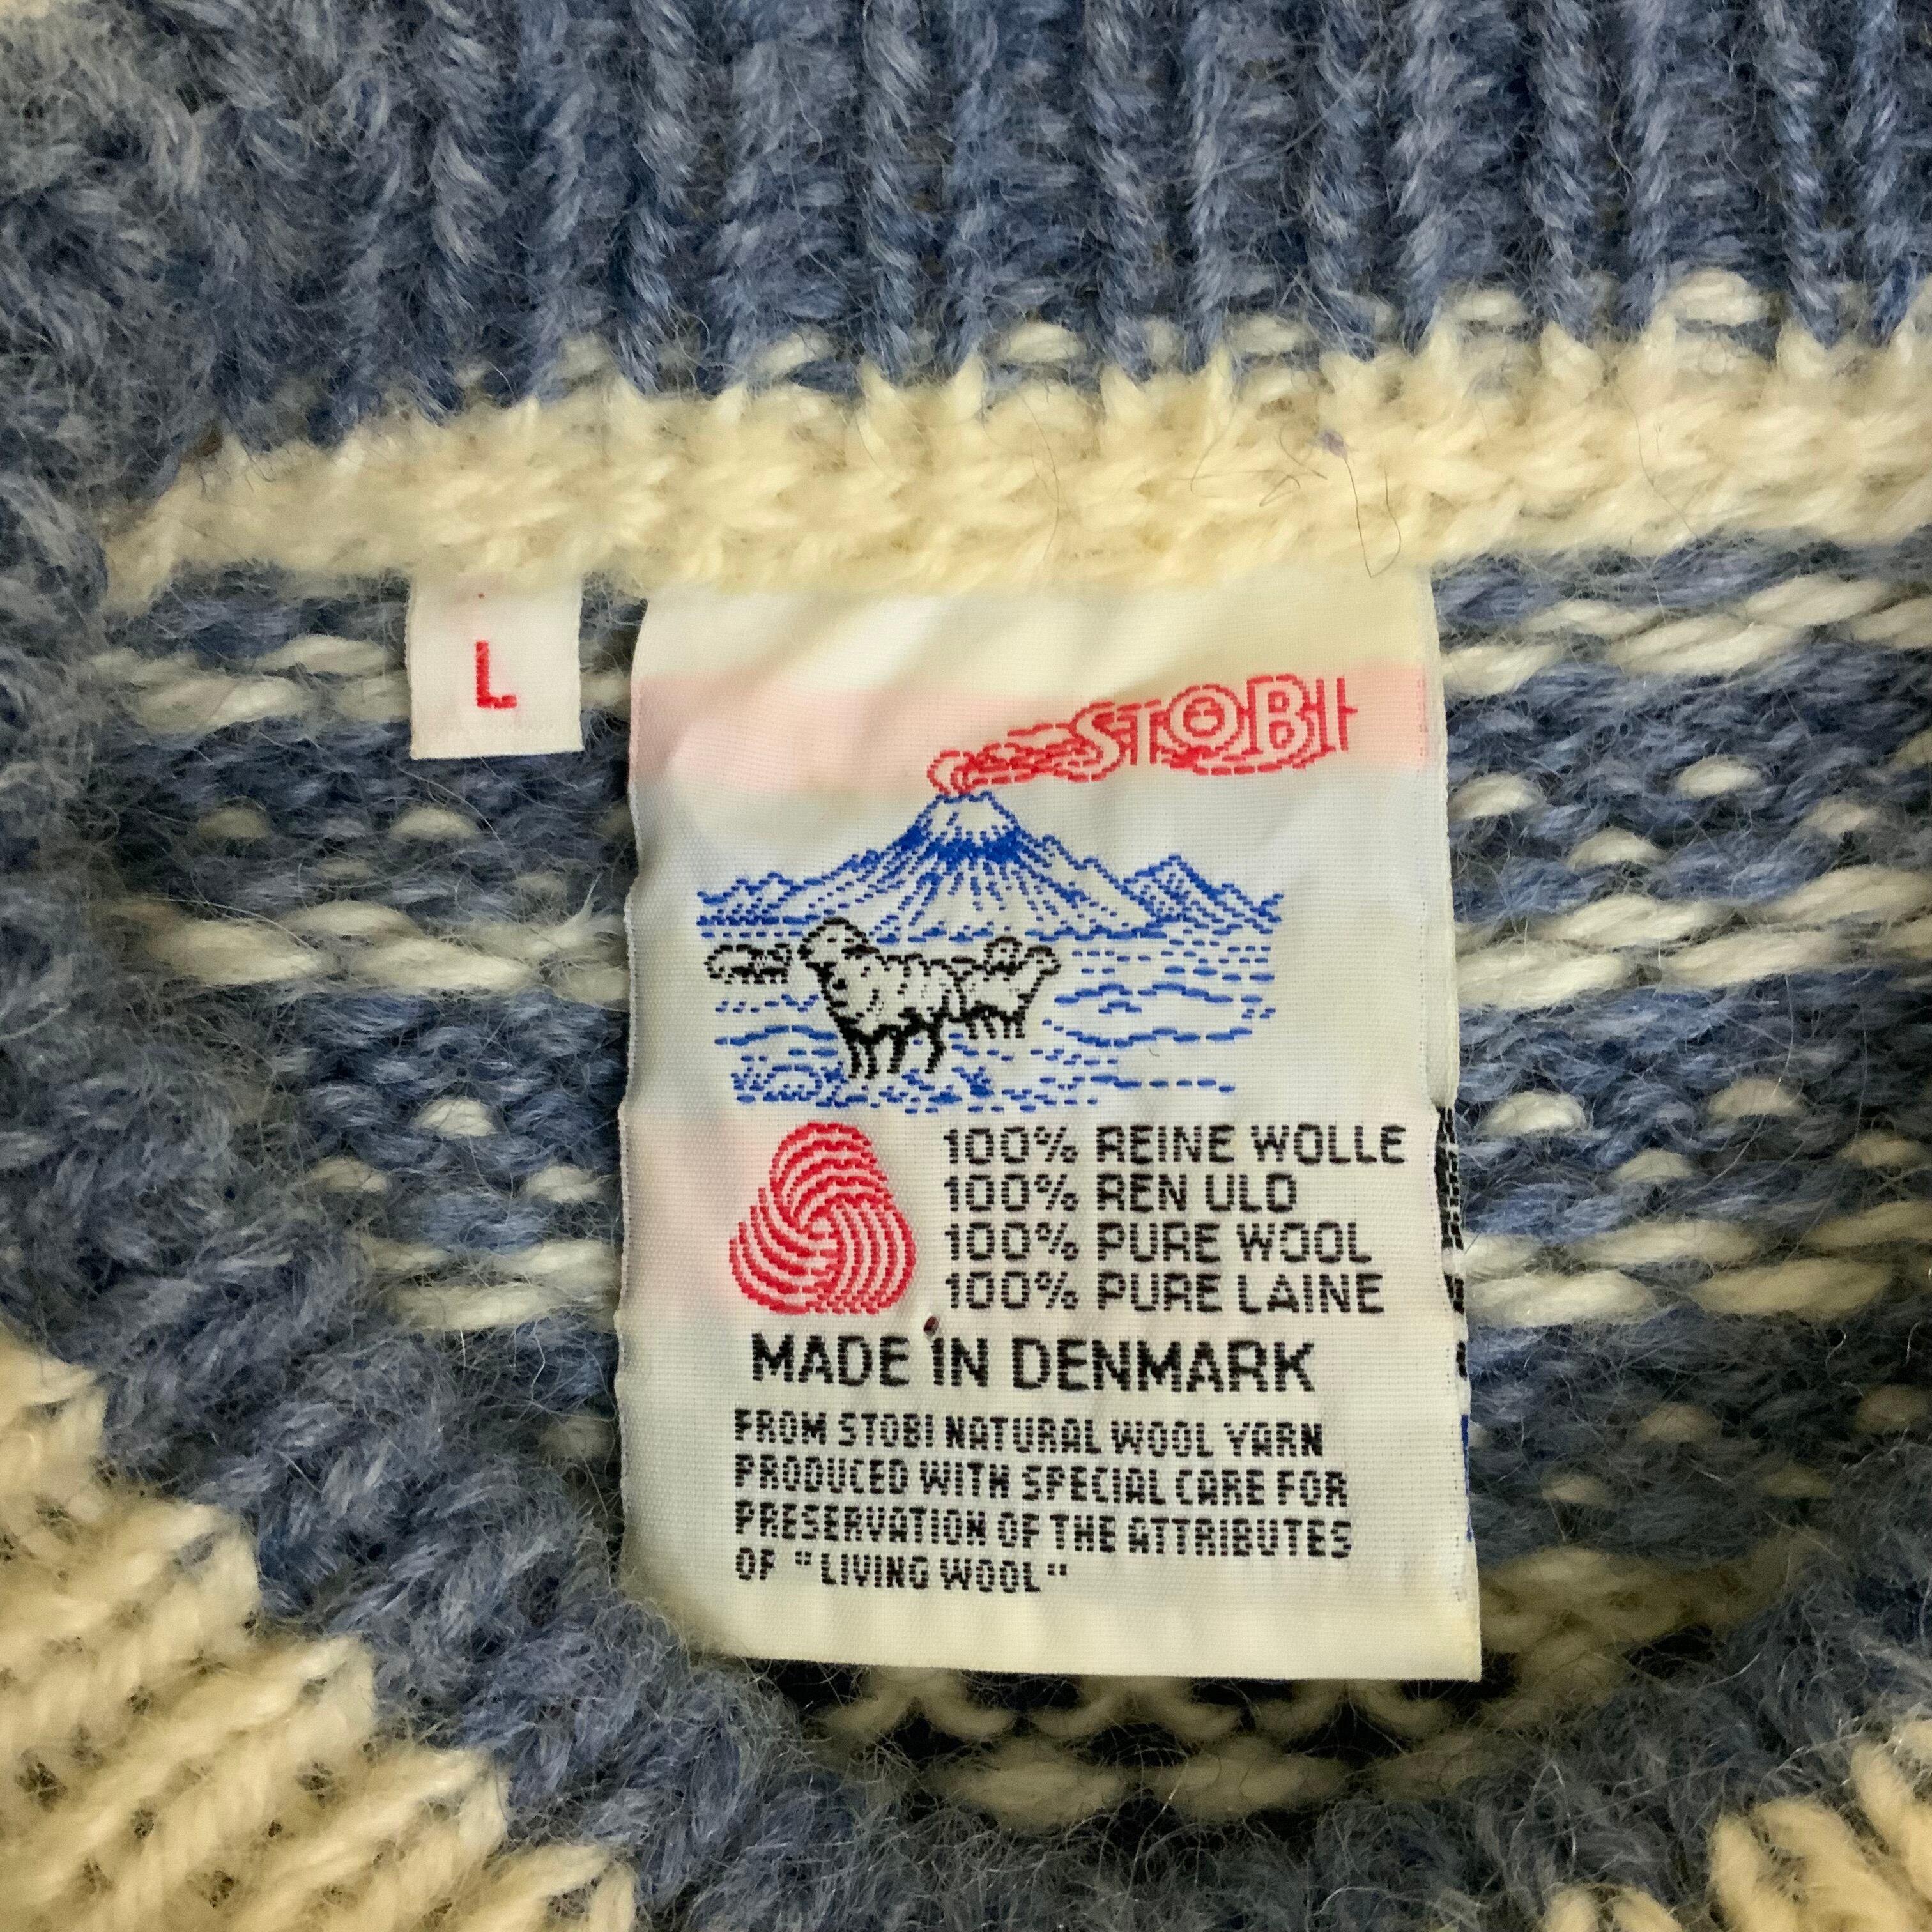 L
STOBI
100% REINE WOLLE
100% REN ULD
100% PURE WOOL
100% PURE LAINE
MADE IN DENMARK
FROM STOBI NATURAL WOOL YARN
PRODUCED WITH SPECIAL CARE FOR
PRESERVATION OF THE ATTRIBUTES
OF "LIVING WOOL"